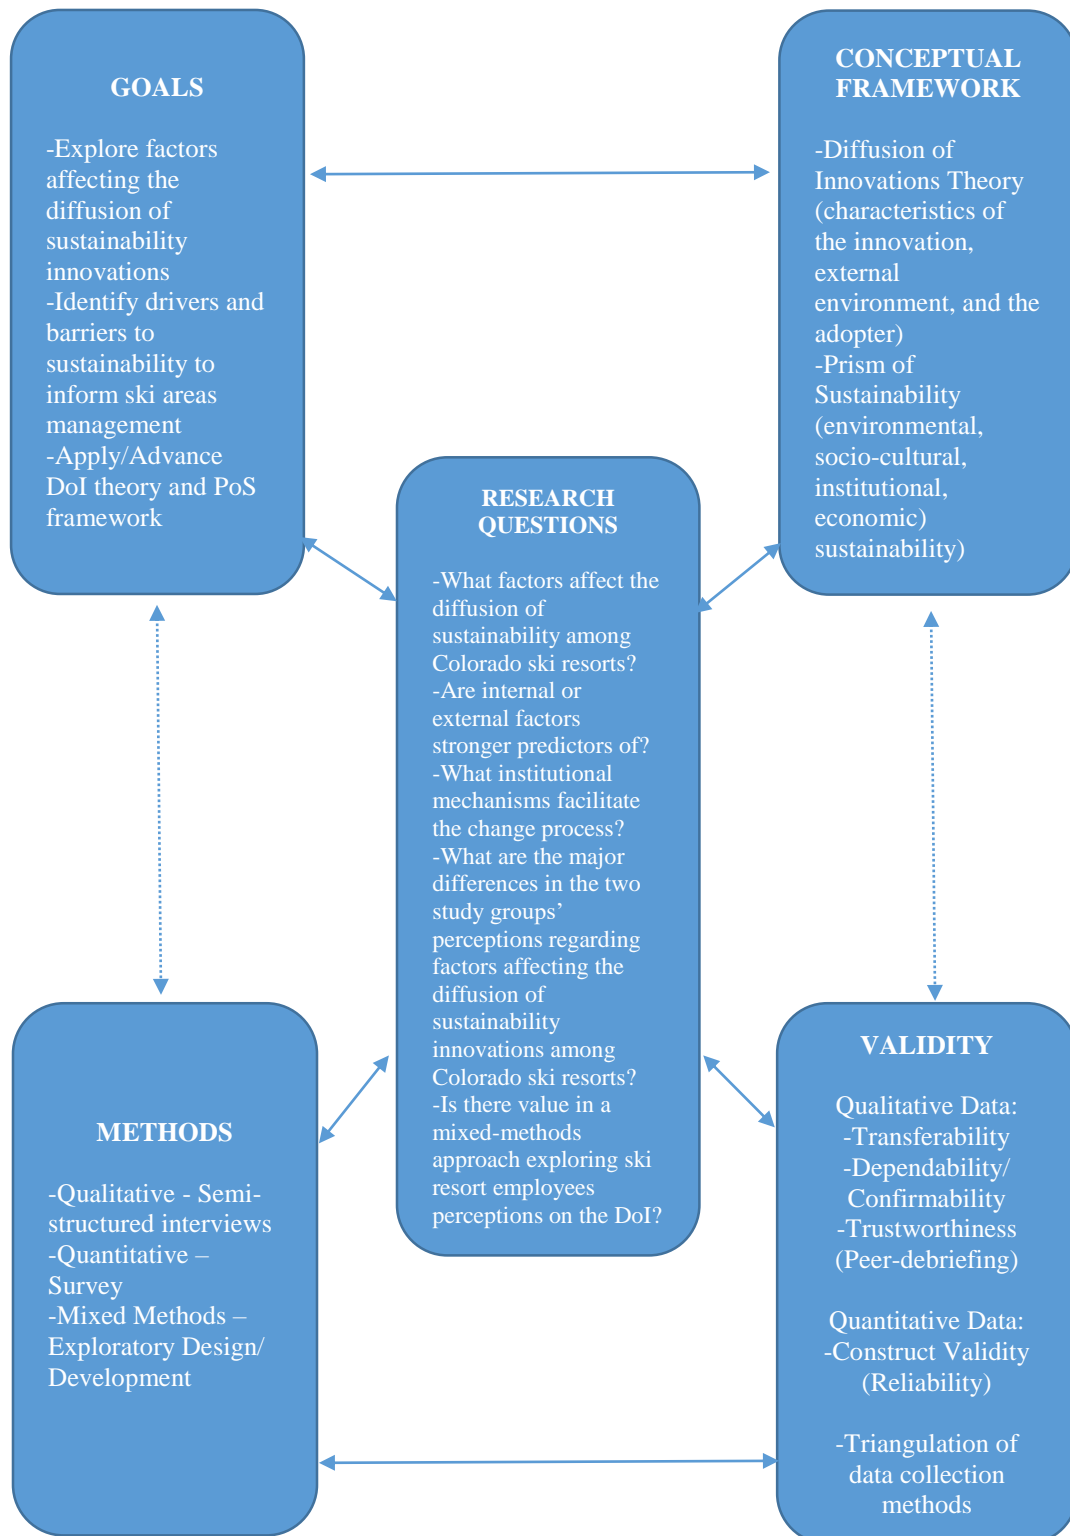 GOALS
-Explore factors
affecting the
diffusion of
sustainability
innovations
-Identify drivers and
barriers to
sustainability to
inform ski areas
management
-Apply/Advance
DoI theory and PoS
framework
CONCEPTUAL
FRAMEWORK
-Diffusion of
Innovations Theory
(characteristics of
the innovation,
external
environment, and the
adopter)
-Prism of
Sustainability
(environmental,
socio-cultural,
institutional,
economic)
sustainability)
RESEARCH
QUESTIONS
-What factors affect the
diffusion of
sustainability among
Colorado ski resorts?
-Are internal or
external factors
stronger predictors of?
-What institutional
mechanisms facilitate
the change process?
-What are the major
differences in the two
study groups’
perceptions regarding
factors affecting the
diffusion of
sustainability
innovations among
Colorado ski resorts?
-Is there value in a
mixed-methods
approach exploring ski
resort employees
perceptions on the DoI?
METHODS
-Qualitative - Semi-
structured interviews
-Quantitative –
Survey
-Mixed Methods –
Exploratory Design/
Development
VALIDITY
Qualitative Data:
-Transferability
-Dependability/
Confirmability
-Trustworthiness
(Peer-debriefing)
Quantitative Data:
-Construct Validity
(Reliability)
-Triangulation of
data collection
methods